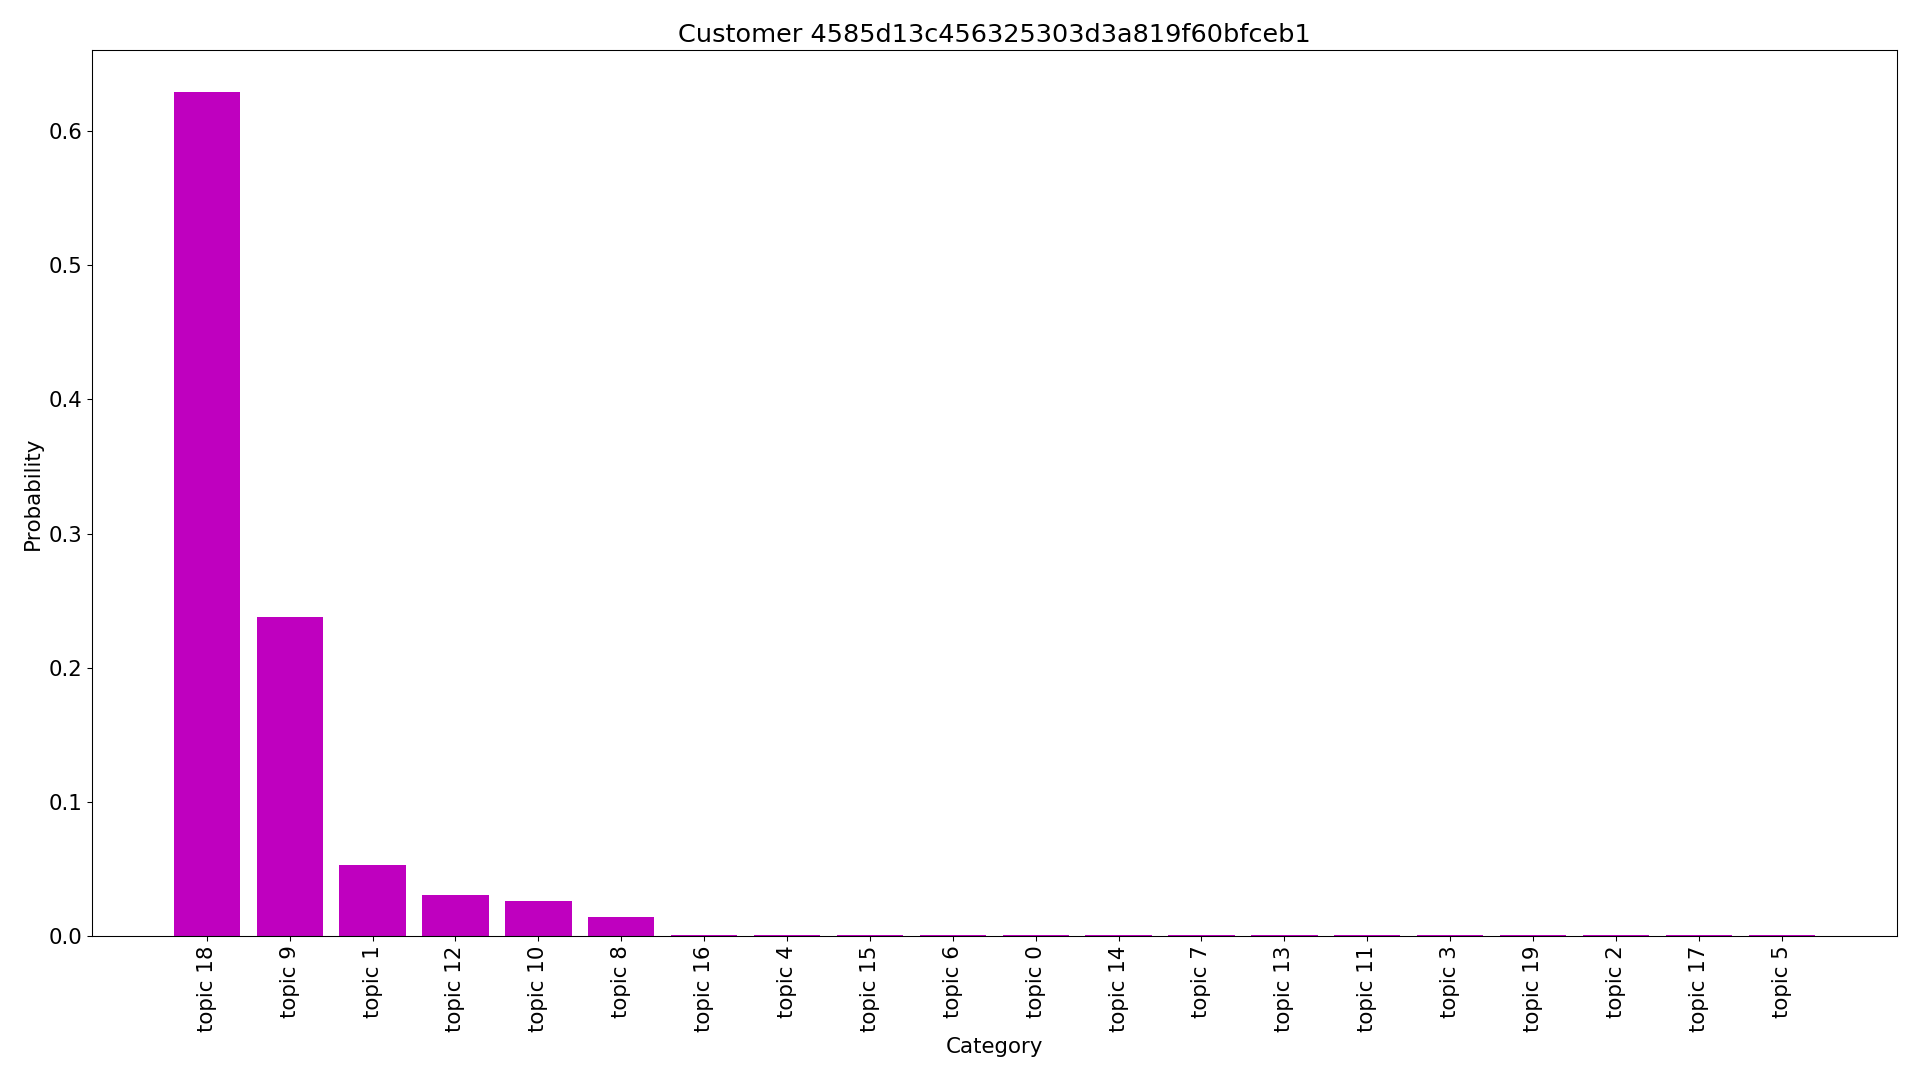 Customer 4585d13c456325303d3a819f60bfceb1
Probability
0.6
0.5
0.4
0.3
0.2
0.1
0.0
topic 18
topic 9
topic 1
topic 12
topic 10
topic 8
topic 16
topic 4
topic 15
topic 6
topic 0
topic 14
topic 7
topic 13
topic 11
topic 3
topic 19
topic 2
topic 17
topic 5
Category